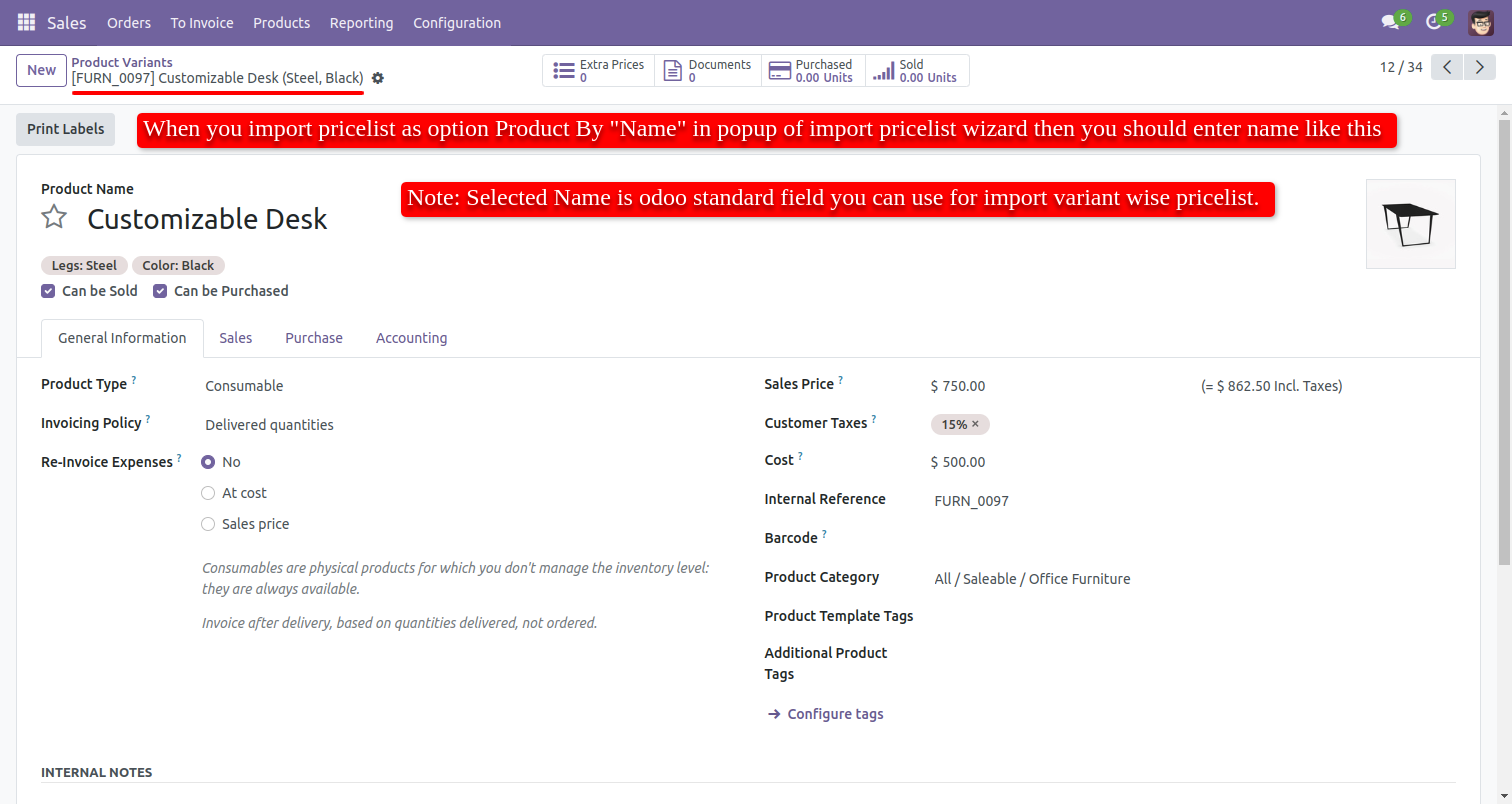 Sales Orders To Invoice Products Reporting Configuration 6 5
New
Product Variants
[FURN_0097] Customizable Desk (Steel, Black)
Extra Prices
0
Documents
0
Purchased
0.00 Units
Sold
0.00 Units
12 / 34
Print Labels
When you import pricelist as option Product By "Name" in popup of import pricelist wizard then you should enter name like this
Note: Selected Name is odoo standard field you can use for import variant wise pricelist.
Product Name
Customizable Desk
Legs: Steel Color: Black
Can be Sold Can be Purchased
General Information Sales Purchase Accounting
Product Type ? Consumable
Invoicing Policy ? Delivered quantities
Re-Invoice Expenses ? No
At cost
Sales price
Consumables are physical products for which you don't manage the inventory level:
they are always available.
Invoice after delivery, based on quantities delivered, not ordered.
Sales Price ? $ 750.00 (= $ 862.50 Incl. Taxes)
Customer Taxes ? 15% ×
Cost ? $ 500.00
Internal Reference FURN_0097
Barcode ?
Product Category All / Saleable / Office Furniture
Product Template Tags
Additional Product
Tags
→ Configure tags
INTERNAL NOTES